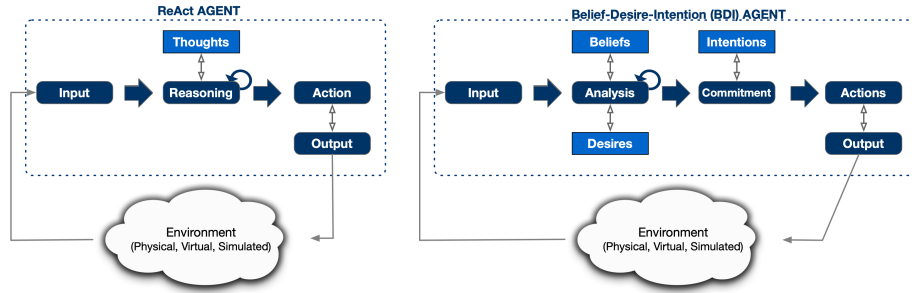 ReAct AGENT
Thoughts
Input
Reasoning
Action
Output
Environment
(Physical, Virtual, Simulated)
Belief-Desire-Intention (BDI) AGENT
Beliefs
Intentions
Input
Analysis
Commitment
Actions
Desires
Output
Environment
(Physical, Virtual, Simulated)